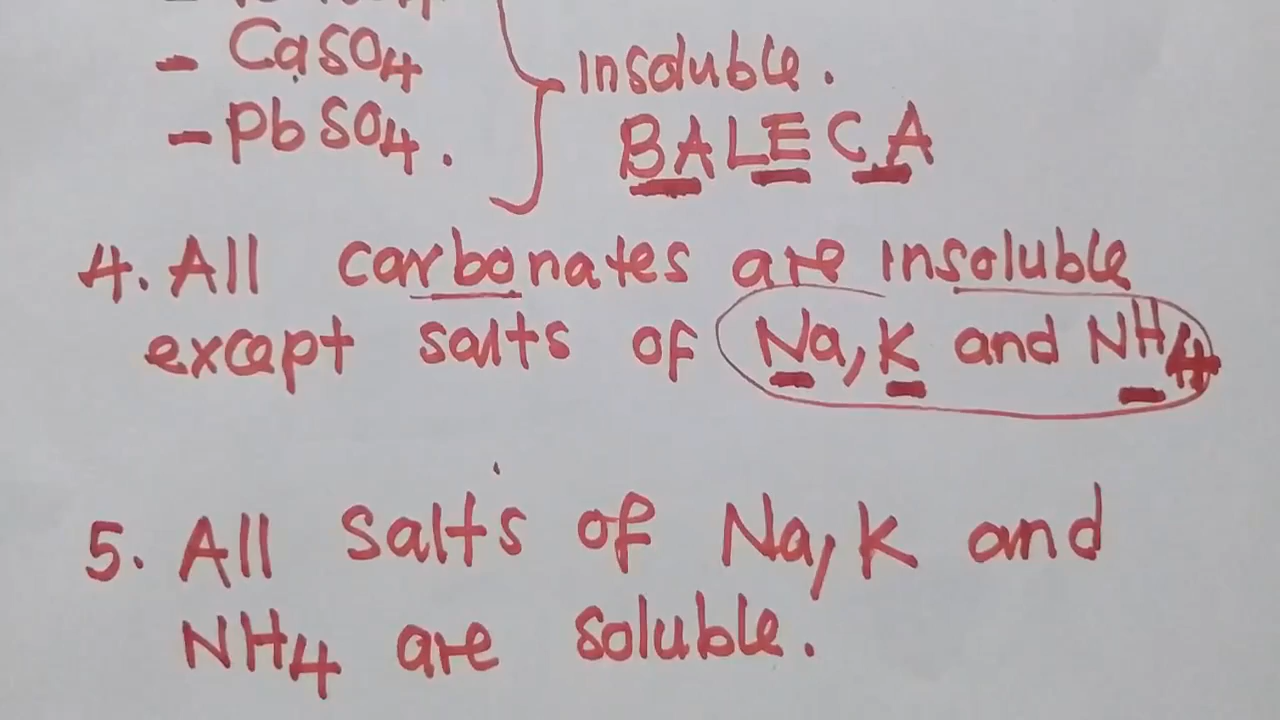 - CaSO4
- PbSO4.
insoluble.
BALECA
4. All carbonates are insoluble
except salts of Na, K and NH4
5. All salts of Na, K and
NH4 are soluble.